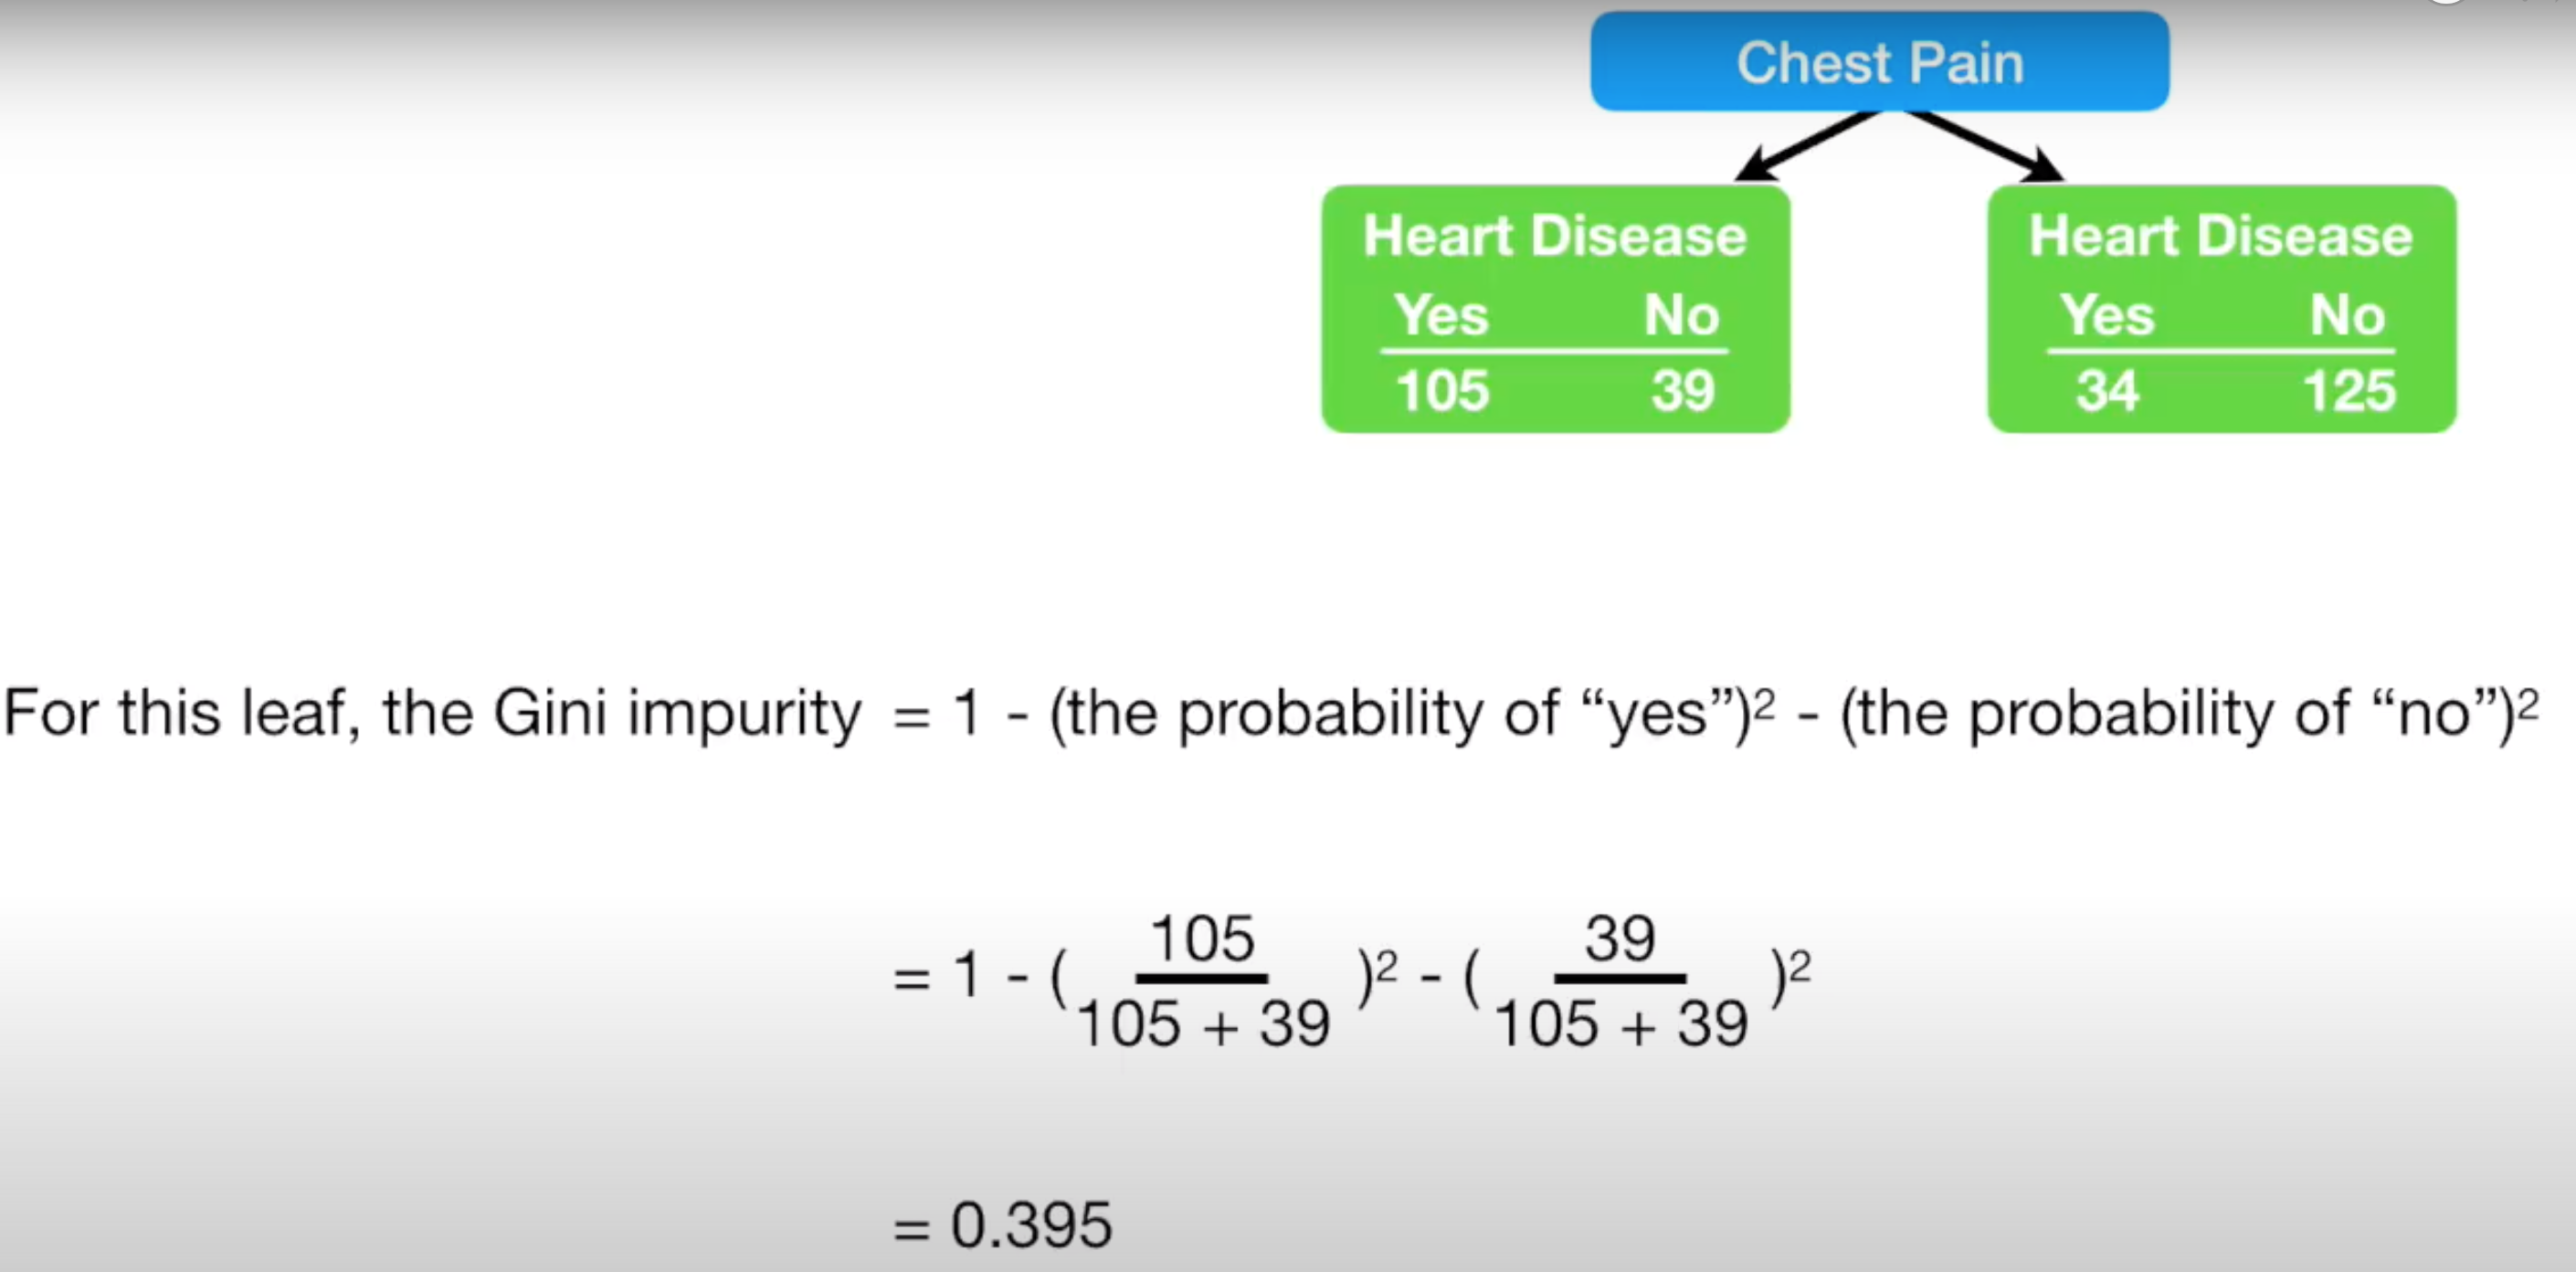 Chest Pain
Heart Disease
Yes No
105 39
Heart Disease
Yes No
34 125
For this leaf, the Gini impurity = 1 - (the probability of “yes”)² - (the probability of “no”)²
= 1 - ( 105 / 105 + 39 )² - ( 39 / 105 + 39 )²
= 0.395